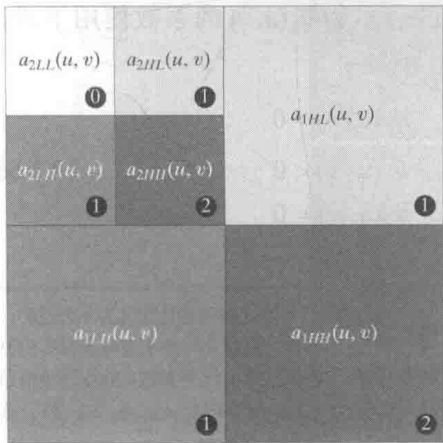 a₂LL(u, v)
0
a₂HL(u, v)
1
a₁HL(u, v)
1
a₂LH(u, v)
1
a₂HH(u, v)
2
a₁LH(u, v)
1
a₁HH(u, v)
2